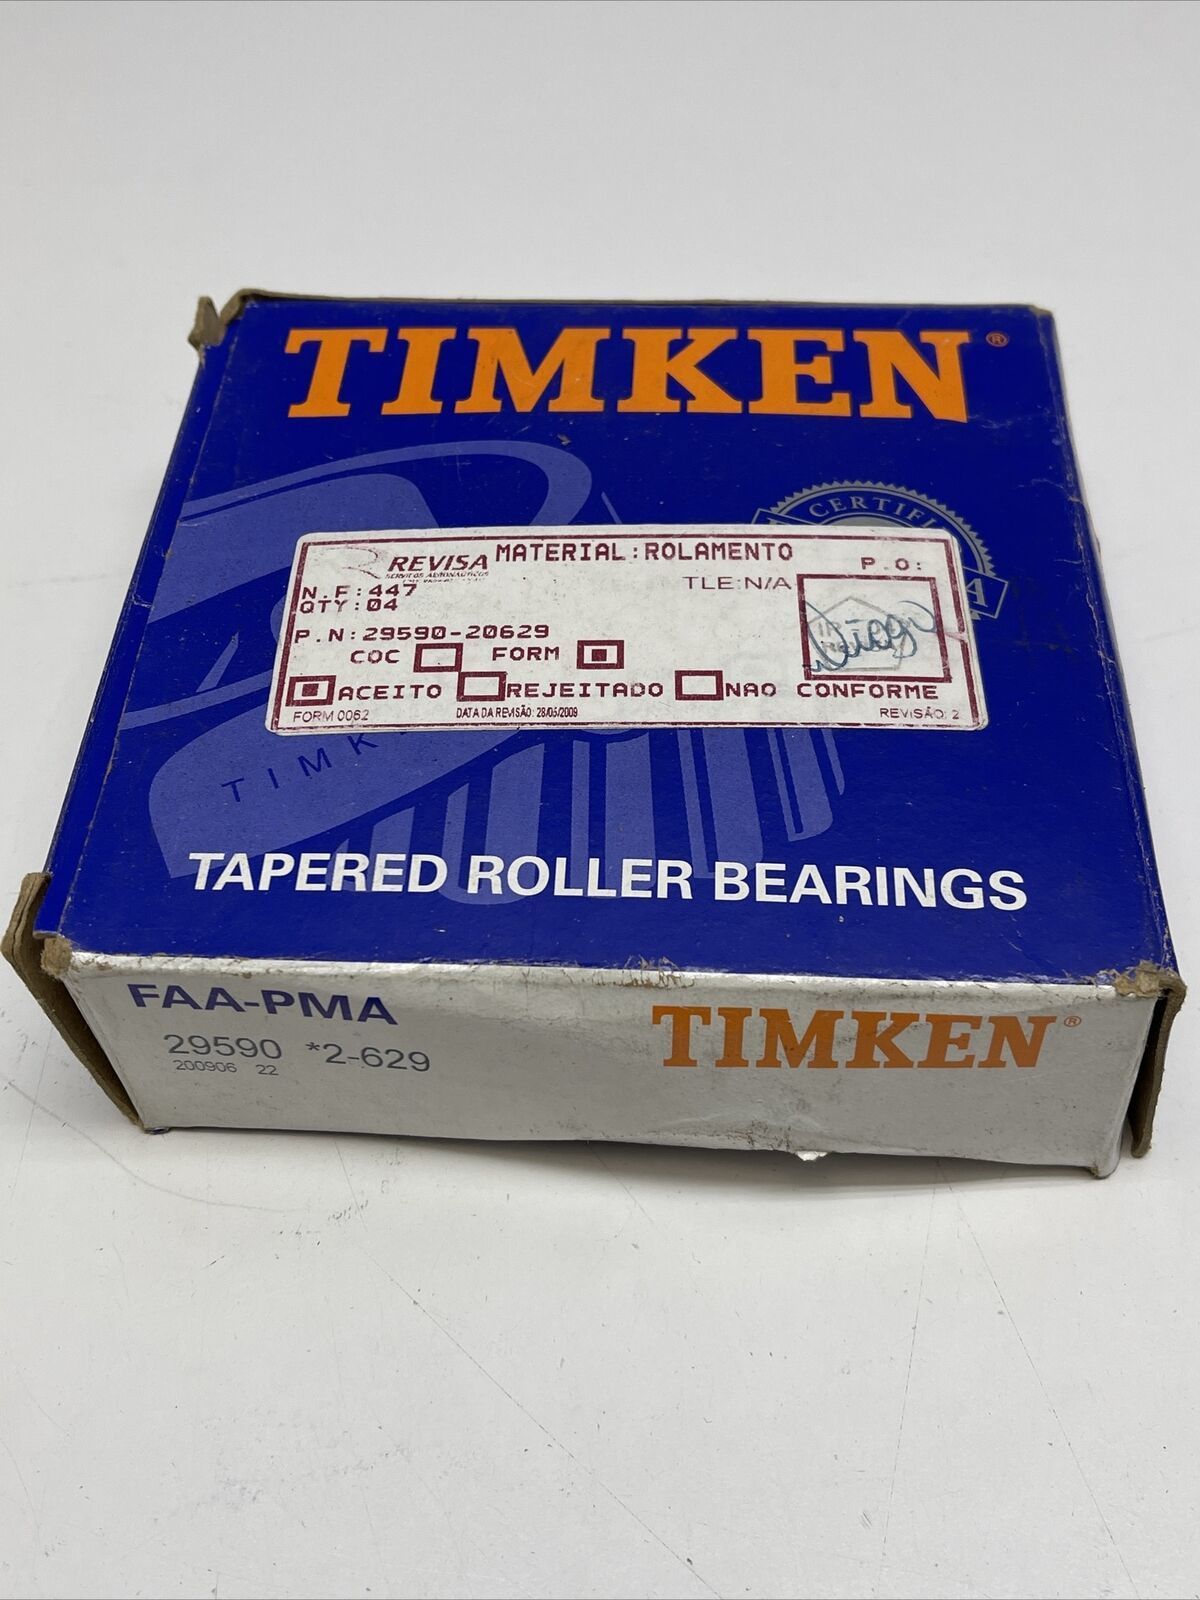 TIMKEN®
CERTIFI
A
REVISA MATERIAL:ROLAMENTO P.O:
SERVIÇOS AERONÁUTICOS
N.F:447 TLE:N/A
QTY:04
P.N:29590-20629
COC FORM
Diego
ACEITO REJEITADO NAO CONFORME
FORM 0062 DATA DA REVISÃO: 28/05/2009 REVISÃO: 2
TIMK
TAPERED ROLLER BEARINGS
FAA-PMA
TIMKEN®
29590 *2-629
200906 22